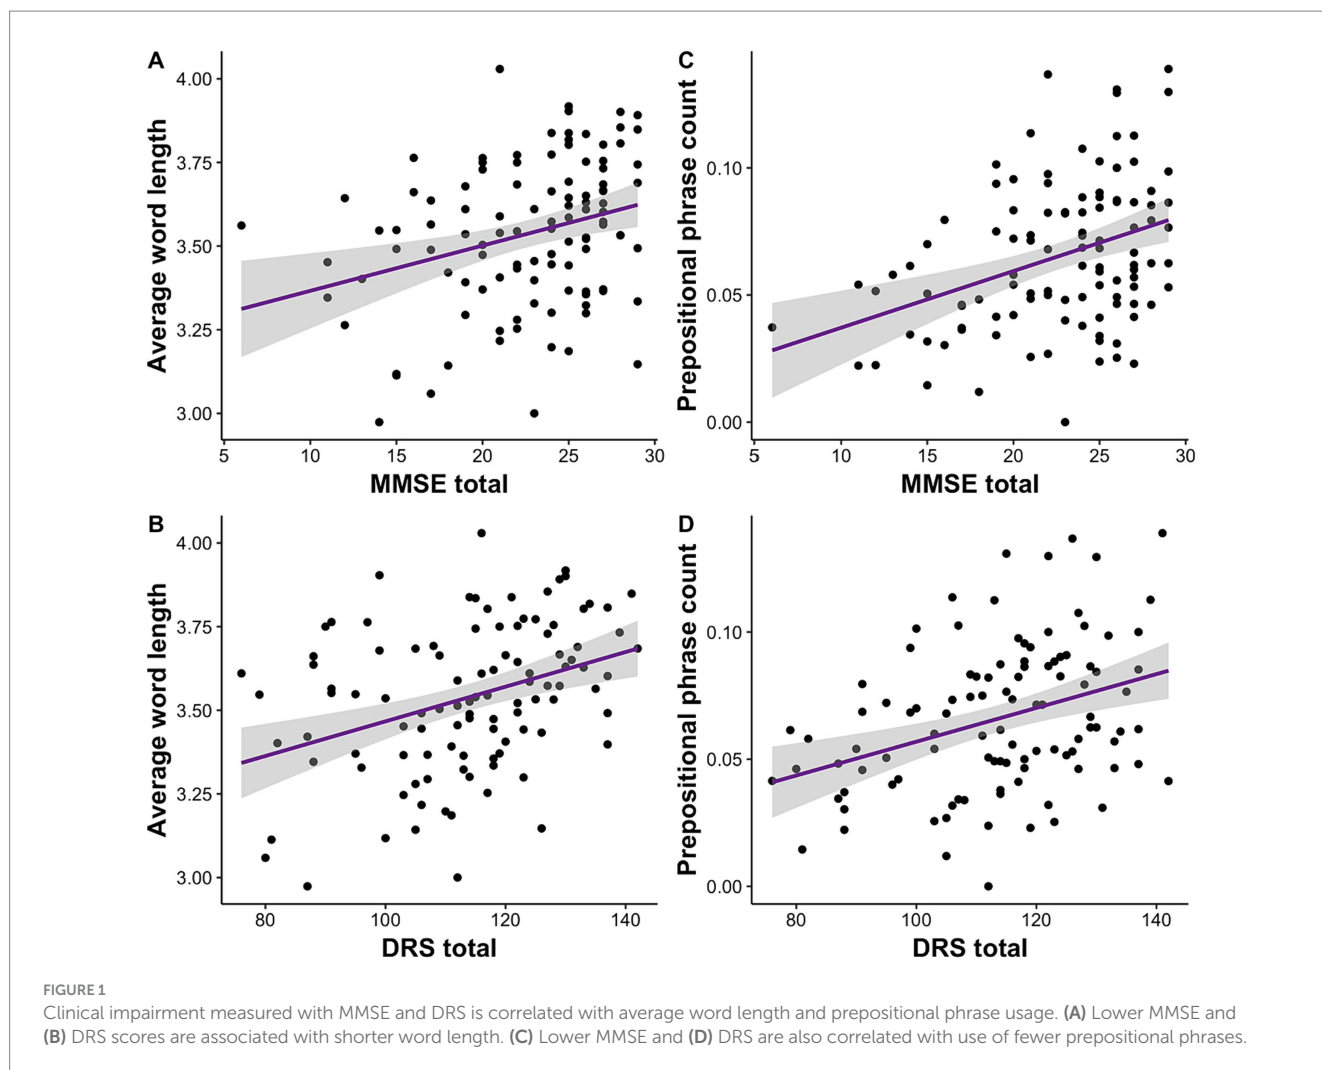 A
Average word length
4.00
3.75
3.50
3.25
3.00
5
10
15
20
25
30
MMSE total
C
Prepositional phrase count
0.10
0.05
0.00
5
10
15
20
25
30
MMSE total
B
Average word length
4.00
3.75
3.50
3.25
3.00
80
100
120
140
DRS total
D
Prepositional phrase count
0.10
0.05
0.00
80
100
120
140
DRS total
FIGURE 1
Clinical impairment measured with MMSE and DRS is correlated with average word length and prepositional phrase usage. (A) Lower MMSE and
(B) DRS scores are associated with shorter word length. (C) Lower MMSE and (D) DRS are also correlated with use of fewer prepositional phrases.